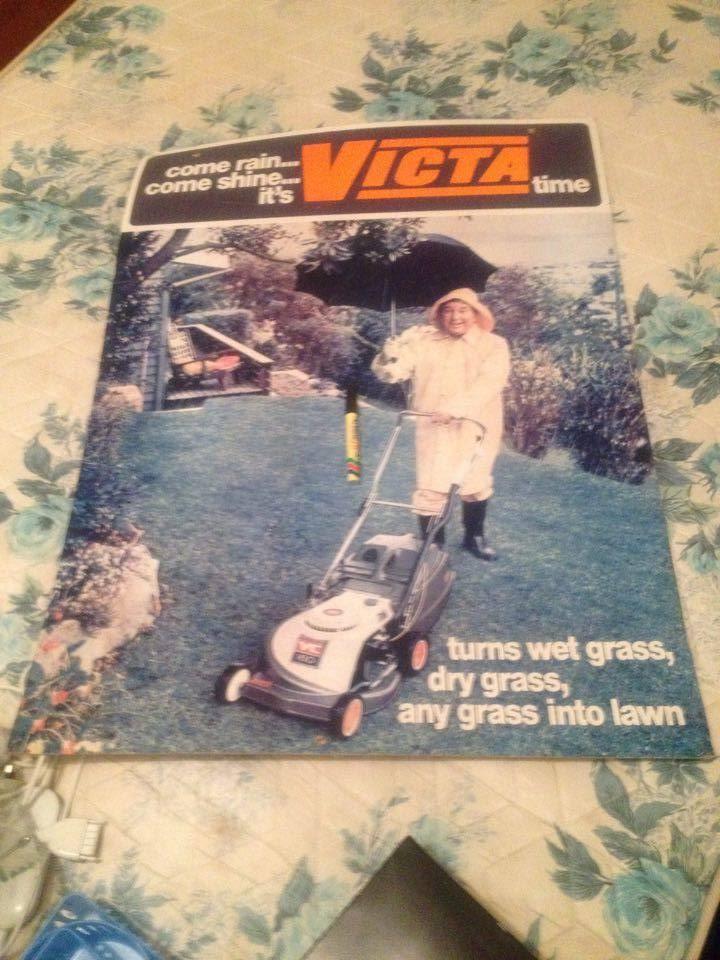 come rain...
come shine...
it's VICTA time
turns wet grass,
dry grass,
any grass into lawn